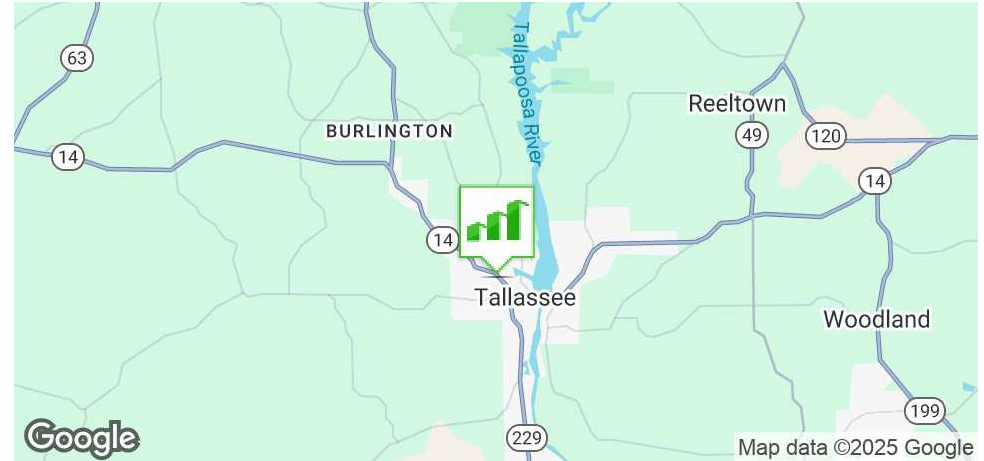 63
Tallapoosa River
Reeltown
BURLINGTON
49
120
14
14
14
Tallassee
Woodland
199
229
Google
Map data ©2025 Google